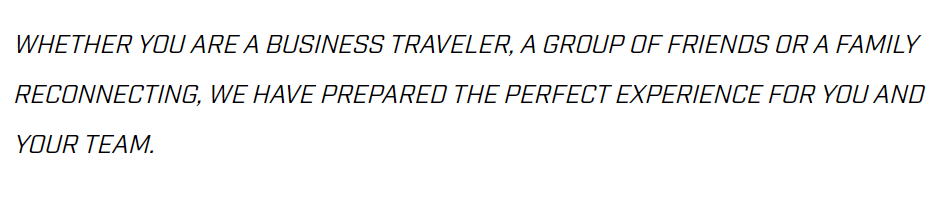 WHETHER YOU ARE A BUSINESS TRAVELER, A GROUP OF FRIENDS OR A FAMILY
RECONNECTING, WE HAVE PREPARED THE PERFECT EXPERIENCE FOR YOU AND
YOUR TEAM.